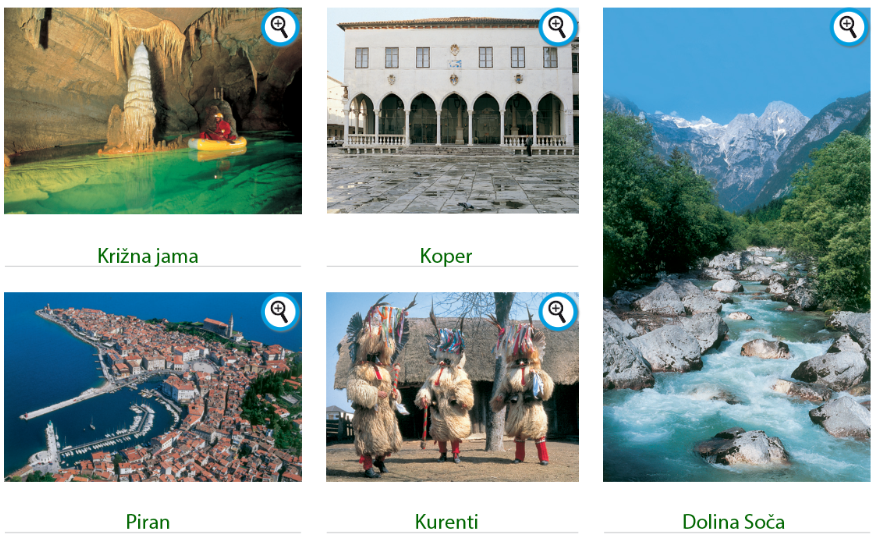 Križna jama
Koper
Piran
Kurenti
Dolina Soča